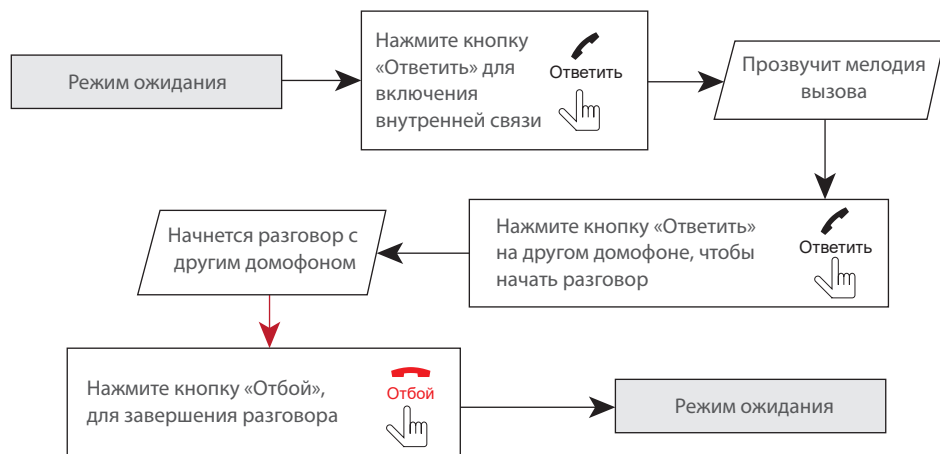 Режим ожидания
Нажмите кнопку
«Ответить» для
включения
внутренней связи
Ответить
Прозвучит мелодия
вызова
Нажмите кнопку «Ответить»
на другом домофоне, чтобы
начать разговор
Ответить
Начнется разговор с
другим домофоном
Нажмите кнопку «Отбой»,
для завершения разговора
Отбой
Режим ожидания